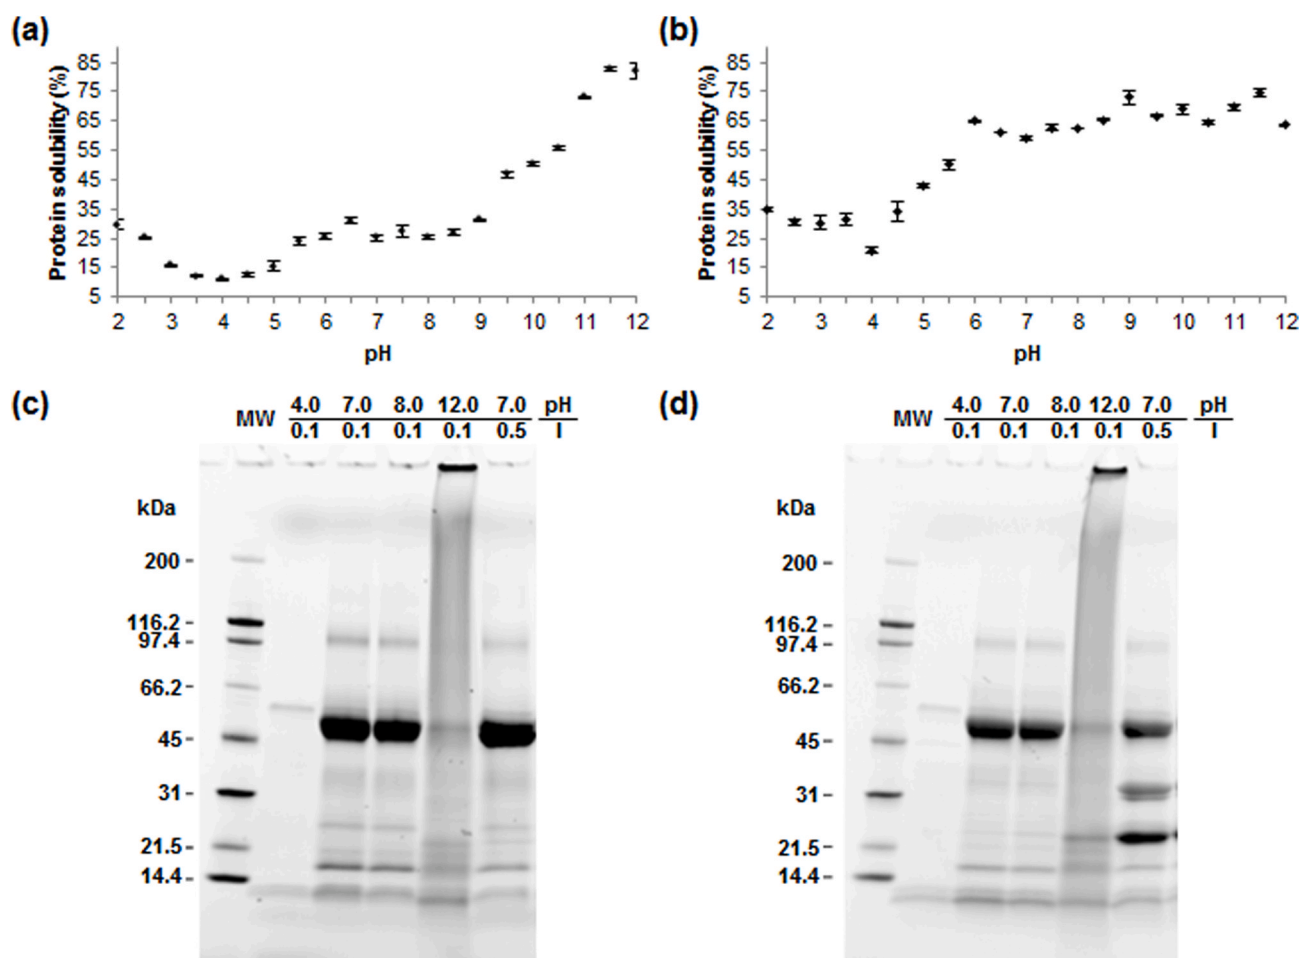 (a)
Protein solubility (%)
85
75
65
55
45
35
25
15
5
2 3 4 5 6 7 8 9 10 11 12
pH
(b)
Protein solubility (%)
85
75
65
55
45
35
25
15
5
2 3 4 5 6 7 8 9 10 11 12
pH
(c)
MW 4.0 7.0 8.0 12.0 7.0 pH
0.1 0.1 0.1 0.1 0.5 I
kDa
200
116.2
97.4
66.2
45
31
21.5
14.4
(d)
MW 4.0 7.0 8.0 12.0 7.0 pH
0.1 0.1 0.1 0.1 0.5 I
kDa
200
116.2
97.4
66.2
45
31
21.5
14.4